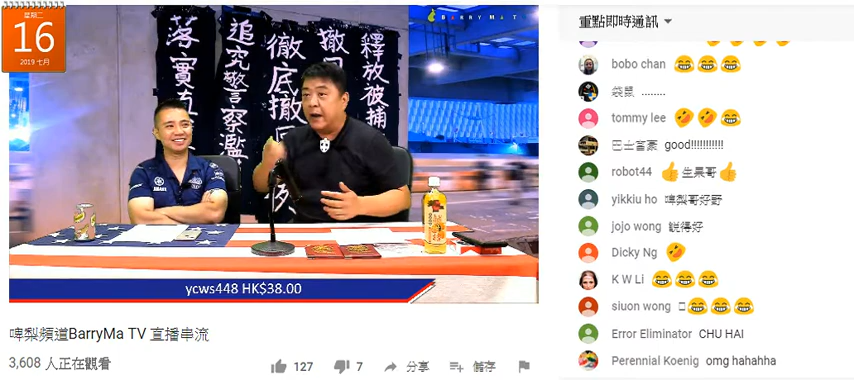 星期二
16
2019 七月
BARRY MA T
落實真
追究警察濫
徹底撤回
例
撤回
釋放被捕
ycws448 HK$38.00
啤梨頻道BarryMa TV 直播串流
3,608 人正在觀看
127
7
分享
儲存
重點即時通訊
bobo chan 😂😂😂
袋鼠 ........
tommy lee 🤣🤣😂
巴士首豪 good!!!!!!!!!!!
robot44 👍生果哥👍
yikkiu ho 啤梨哥好野
jojo wong 說得好
Dicky Ng 🤣
K W Li 😂😂😂
siuon wong 😂😂😂
Error Eliminator CHU HAI
Perennial Koenig omg hahahha